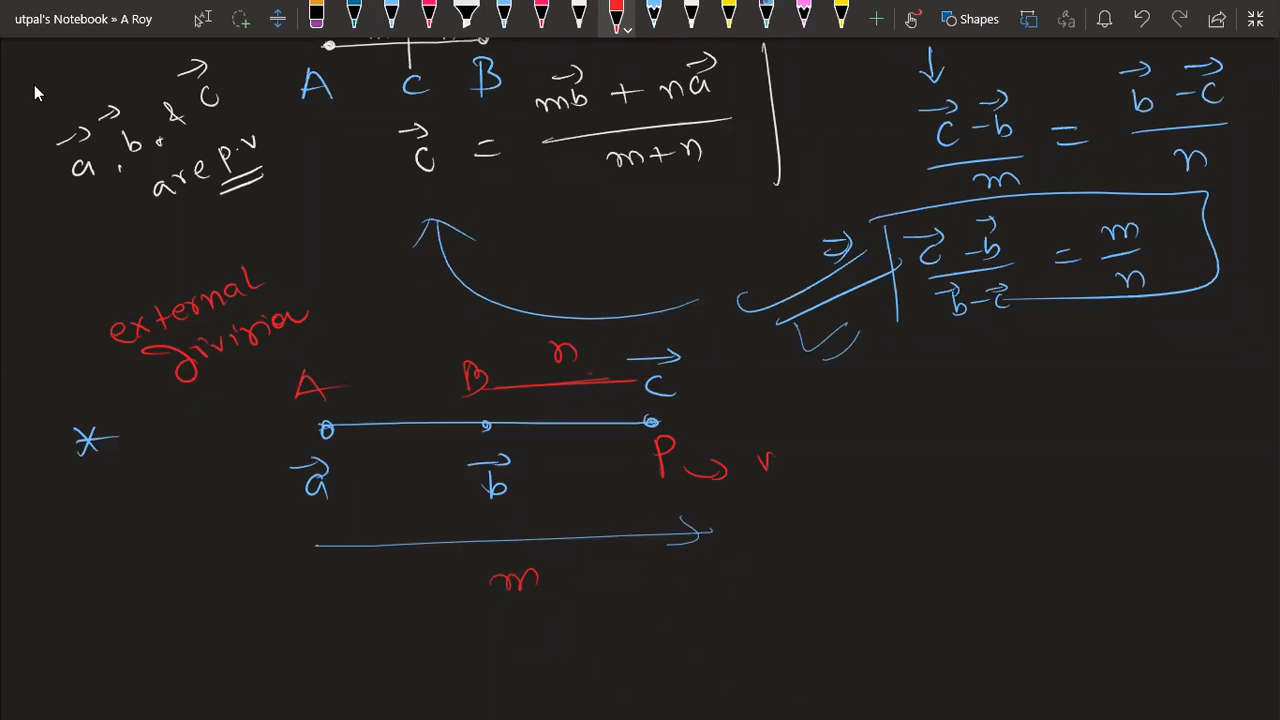 utpal's Notebook » A Roy
Shapes
A C B
a⃗, b⃗, & c⃗
are p.v
c⃗ = (mb⃗ + na⃗)/(m+n)
(c⃗ - b⃗)/m = (b⃗ - c⃗)/n
⇒ (c⃗ - b⃗)/(b⃗ - c⃗) = m/n
external
division
n
A B c⃗
*
a⃗ b⃗ P → v
m